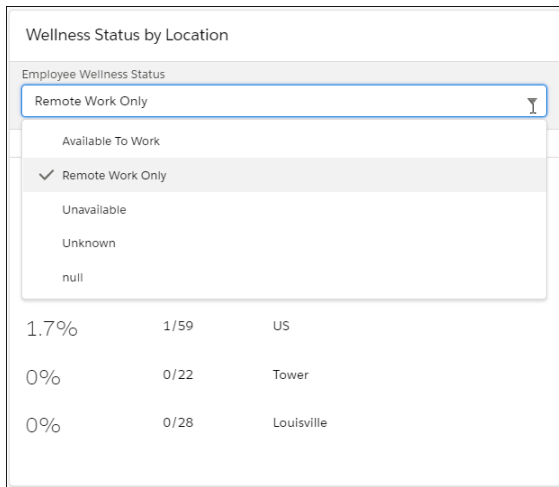 Wellness Status by Location
Employee Wellness Status
Remote Work Only
Available To Work
Remote Work Only
Unavailable
Unknown
null
1.7% 1/59 US
0% 0/22 Tower
0% 0/28 Louisville